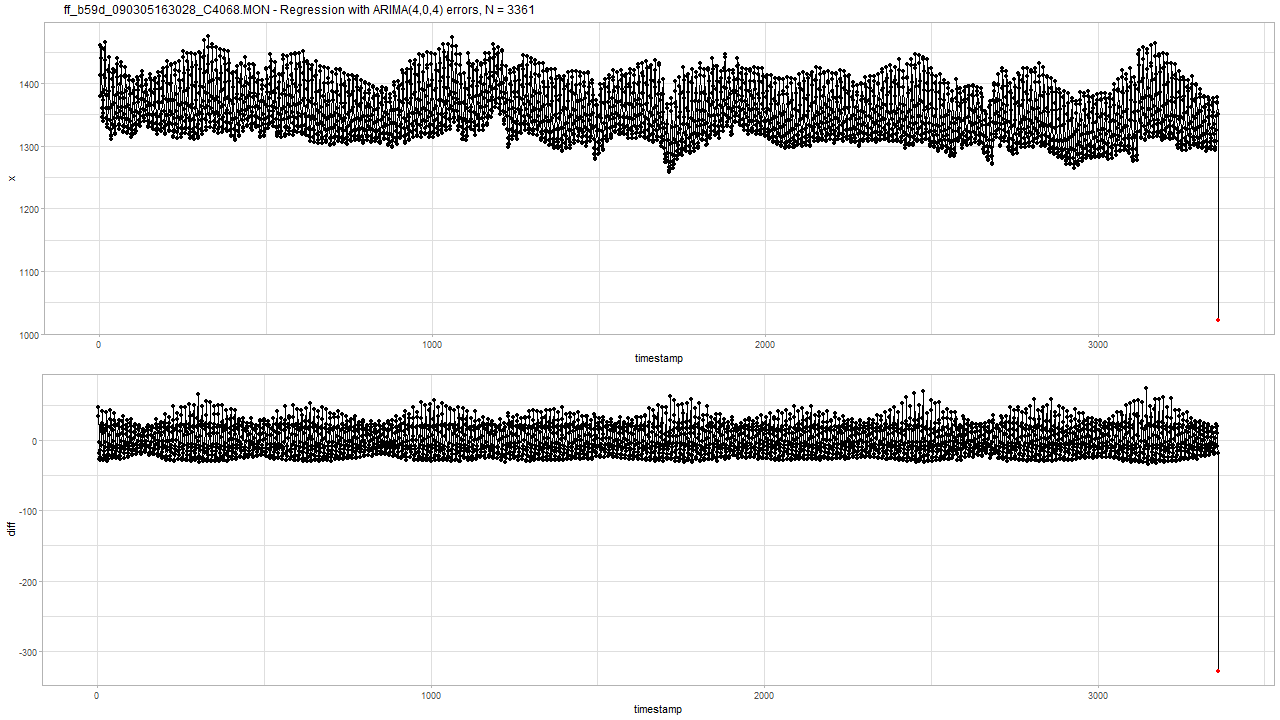 ff_b59d_090305163028_C4068.MON - Regression with ARIMA(4,0,4) errors, N = 3361
x
1400
1300
1200
1100
1000
0 1000 2000 3000
timestamp
diff
0
-100
-200
-300
0 1000 2000 3000
timestamp